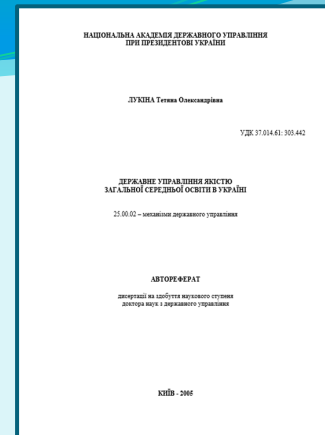 НАЦІОНАЛЬНА АКАДЕМІЯ ДЕРЖАВНОГО УПРАВЛІННЯ
ПРИ ПРЕЗИДЕНТОВІ УКРАЇНИ
ЛУКІНА Тетяна Олександрівна
УДК 37.014.61: 303.442
ДЕРЖАВНЕ УПРАВЛІННЯ ЯКІСТЮ
ЗАГАЛЬНОЇ СЕРЕДНЬОЇ ОСВІТИ В УКРАЇНІ
25.00.02 – механізми державного управління
АВТОРЕФЕРАТ
дисертації на здобуття наукового ступеня
доктора наук з державного управління
КИЇВ - 2005